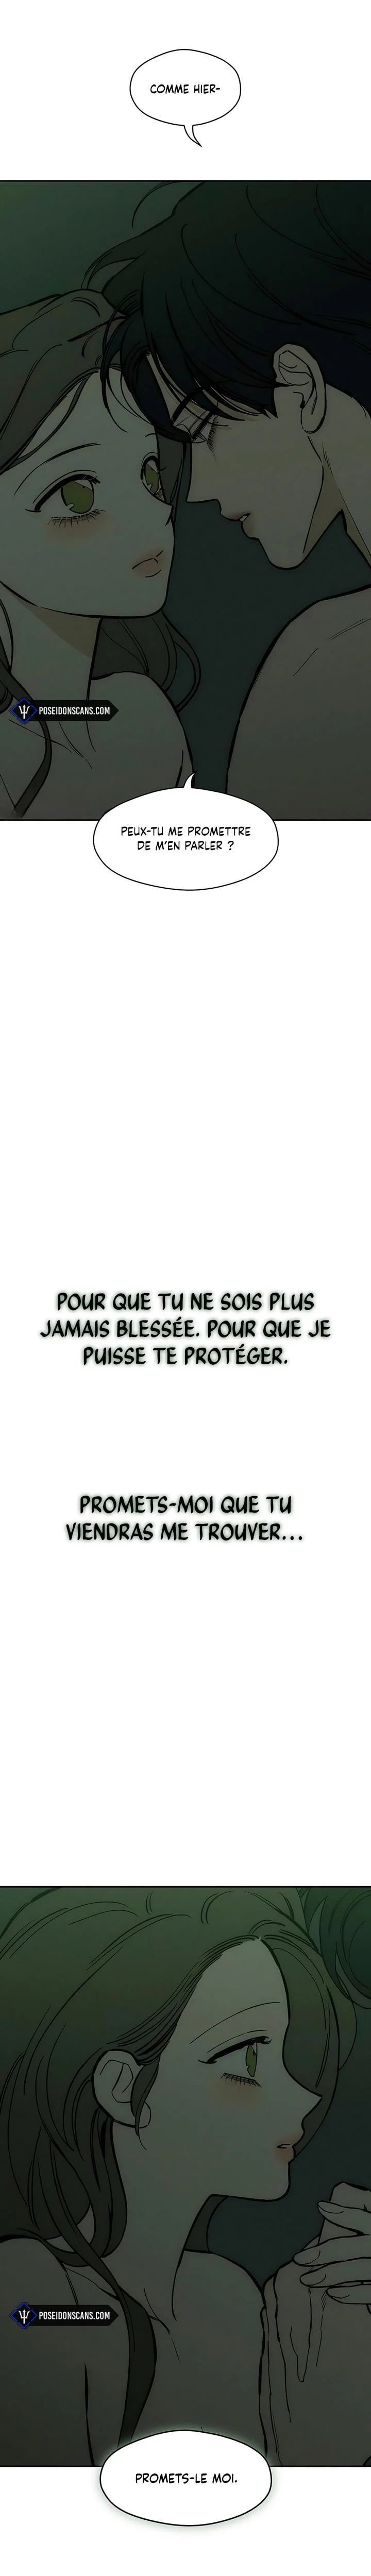 COMME HIER-
POSEIDONSCANS.COM
PEUX-TU ME PROMETTRE
DE M'EN PARLER ?
POUR QUE TU NE SOIS PLUS
JAMAIS BLESSÉE. POUR QUE JE
PUISSE TE PROTÉGER.
PROMETS-MOI QUE TU
VIENDRAS ME TROUVER...
POSEIDONSCANS.COM
PROMETS-LE MOI.